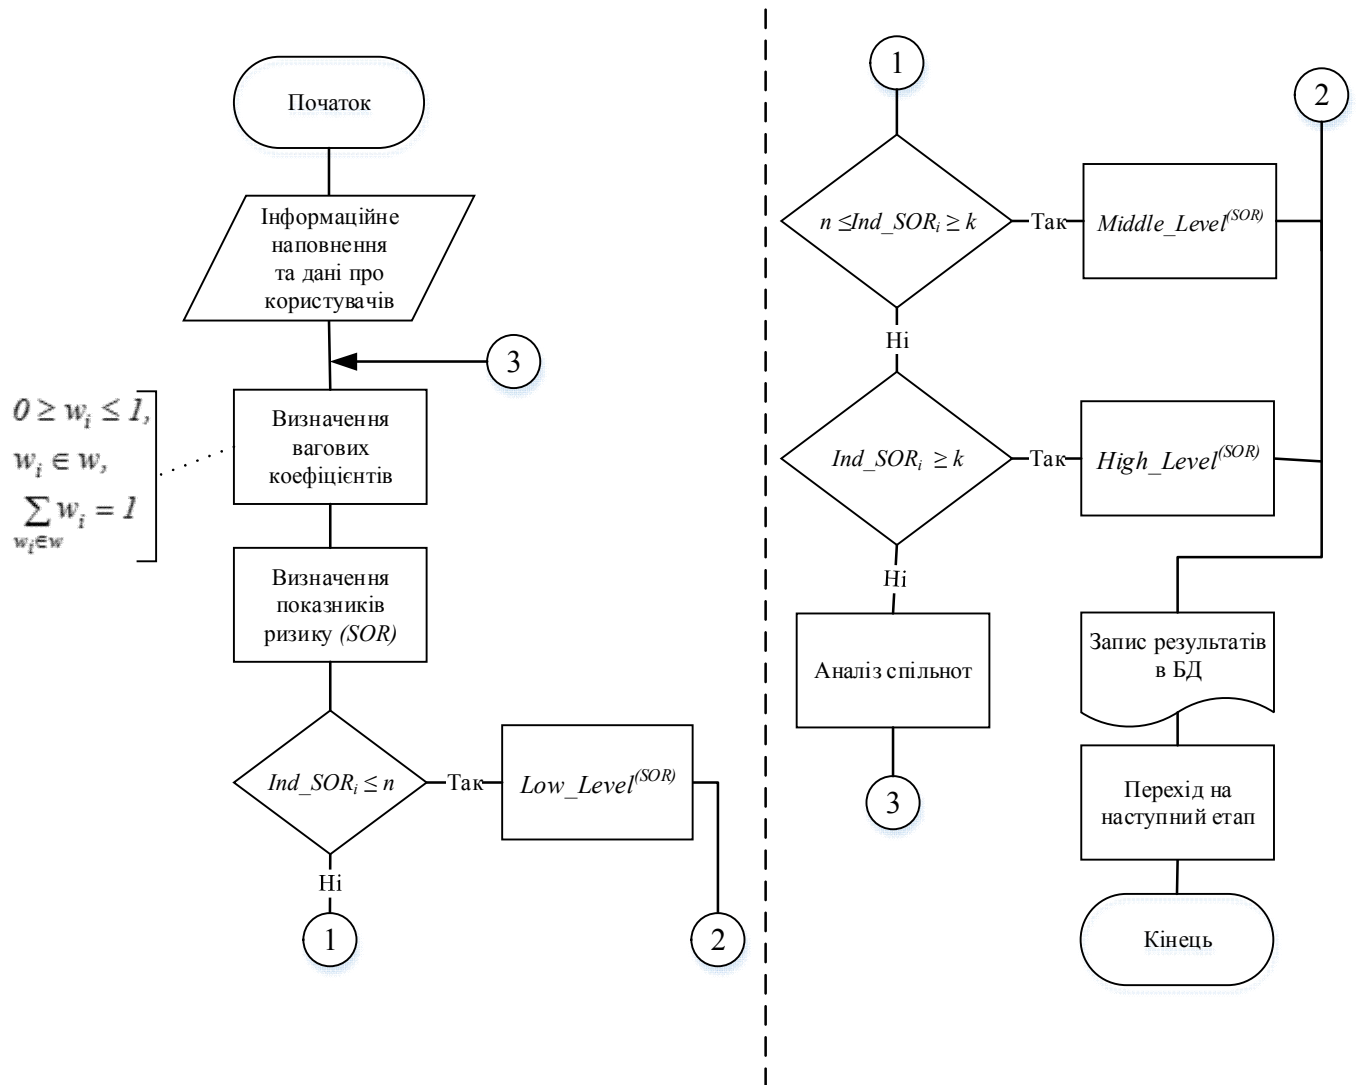 Початок
Інформаційне
наповнення
та дані про
користувачів
3
0 ≥ wᵢ ≤ 1,
wᵢ ∈ w,
∑ wᵢ = 1
wᵢ∈w
Визначення
вагових
коефіцієнтів
Визначення
показників
ризику (SOR)
Ind_SORᵢ ≤ n
Так
Low_Level⁽ˢᴼᴿ⁾
Ні
1
2
1
2
n ≤Ind_SORᵢ ≥ k
Так
Middle_Level⁽ˢᴼᴿ⁾
Ні
Ind_SORᵢ ≥ k
Так
High_Level⁽ˢᴼᴿ⁾
Ні
Аналіз спільнот
3
Запис результатів
в БД
Перехід на
наступний етап
Кінець